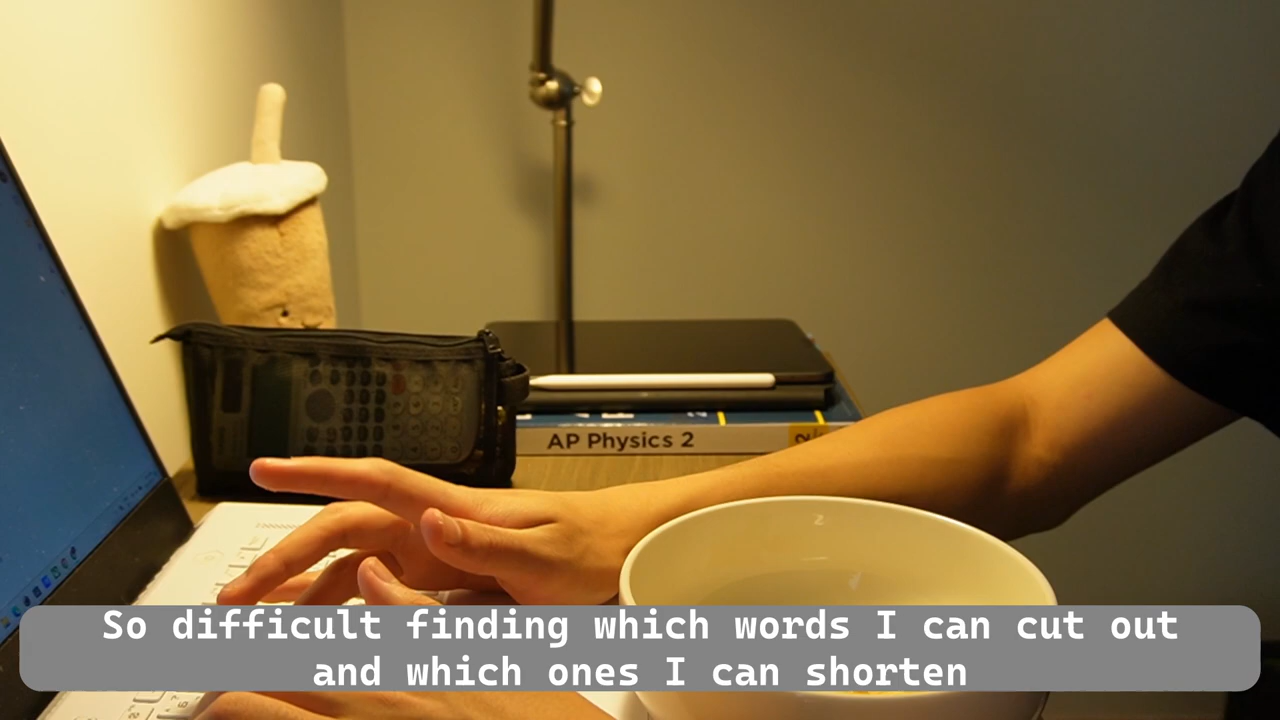 AP Physics 2
So difficult finding which words I can cut out
and which ones I can shorten